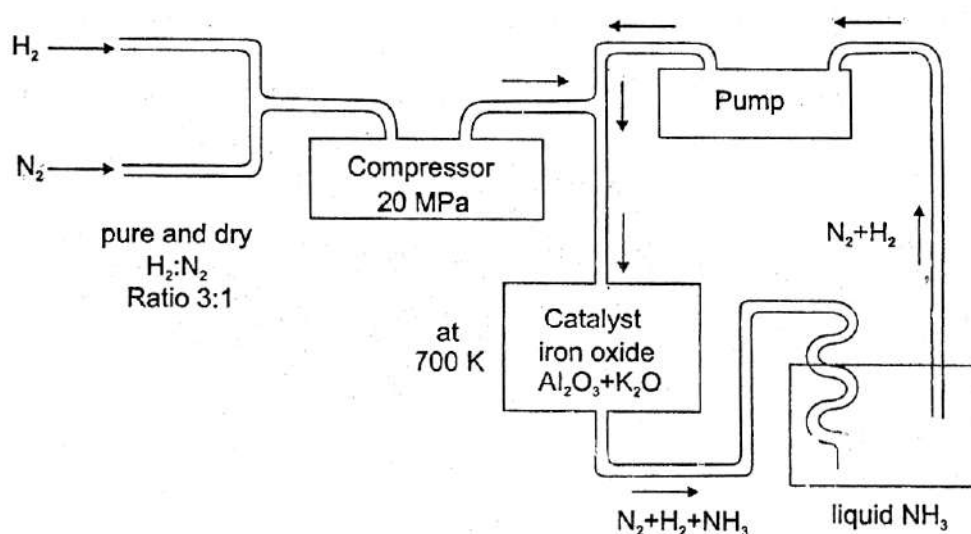 H₂
N₂
pure and dry
H₂:N₂
Ratio 3:1
Compressor
20 MPa
Pump
at
700 K
Catalyst
iron oxide
Al₂O₃+K₂O
N₂+H₂
N₂+H₂+NH₃
liquid NH₃